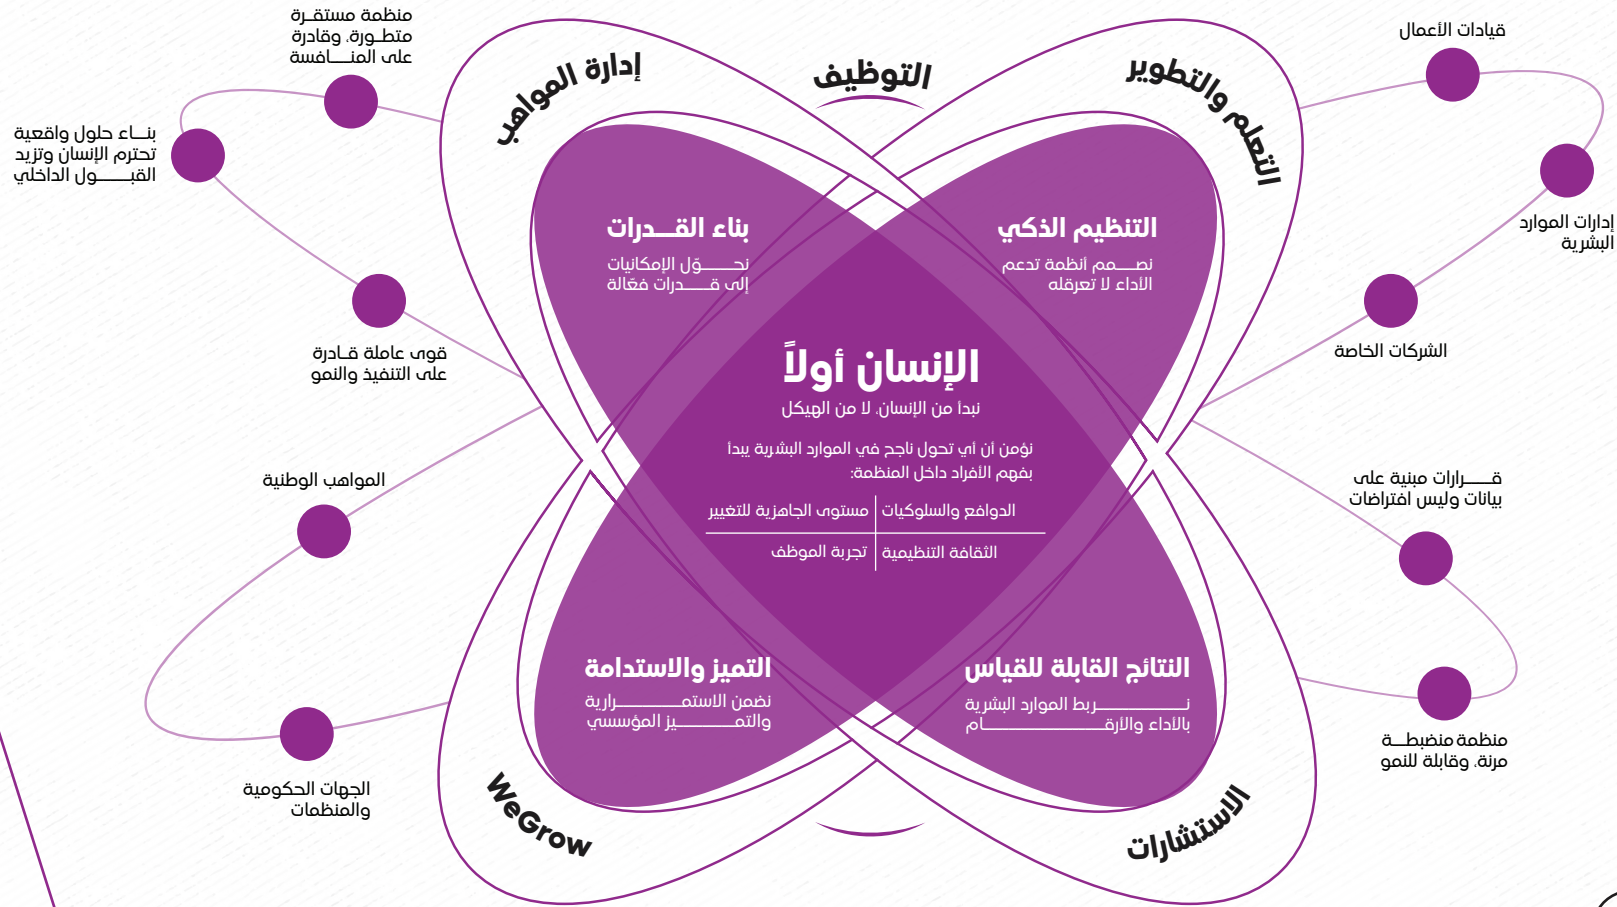 منظمة مستقرة
متطورة، وقادرة
على المنافسة
بناء حلول واقعية
تحترم الإنسان وتزيد
القبول الداخلي
قوى عاملة قادرة
على التنفيذ والنمو
المواهب الوطنية
الجهات الحكومية
والمنظمات
إدارة المواهب
التوظيف
التعلم والتطوير
قيادات الأعمال
إدارات الموارد
البشرية
الشركات الخاصة
قرارات مبنية على
بيانات وليس افتراضات
منظمة منضبطة
مرنة، وقابلة للنمو
التنظيم الذكي
نصمم أنظمة تدعم
الأداء لا تعرقله
بناء القدرات
نحوّل الإمكانيات
إلى قدرات فعّالة
الإنسان أولاً
نبدأ من الإنسان، لا من الهيكل
نؤمن أن أي تحول ناجح في الموارد البشرية يبدأ
بفهم الأفراد داخل المنظمة:
الدوافع والسلوكيات
مستوى الجاهزية للتغيير
الثقافة التنظيمية
تجربة الموظف
النتائج القابلة للقياس
نربط الموارد البشرية
بالأداء والأرقام
التميز والاستدامة
نضمن الاستمرارية
والتميز المؤسسي
الاستشارات
WeGrow